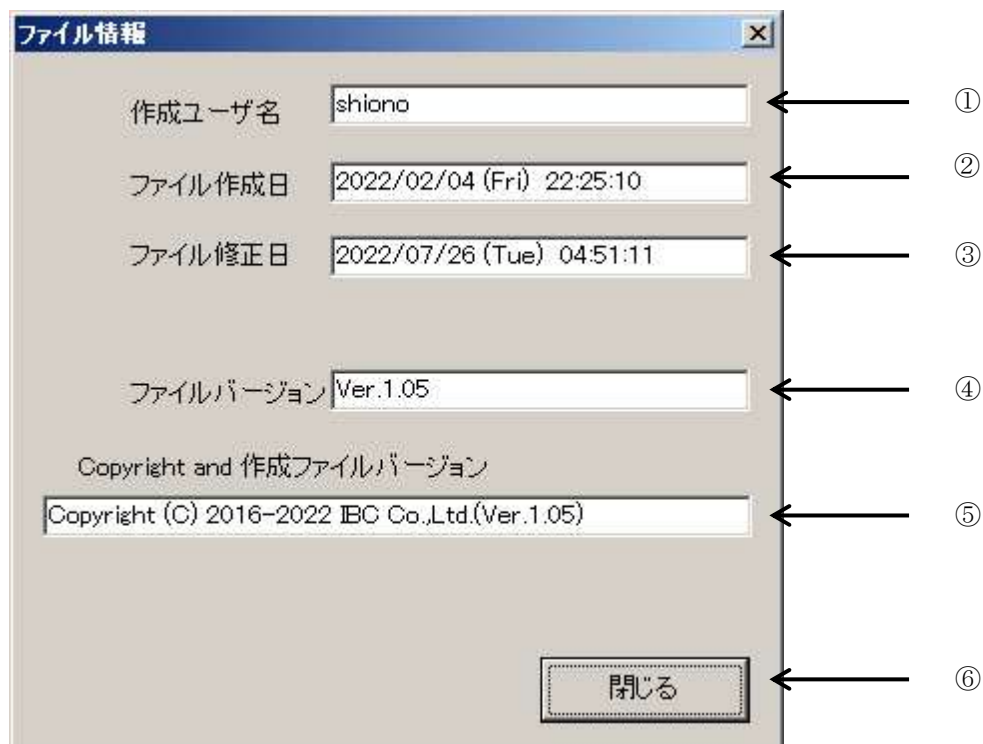 ファイル情報
作成ユーザ名 shiono ①
ファイル作成日 2022/02/04 (Fri) 22:25:10 ②
ファイル修正日 2022/07/26 (Tue) 04:51:11 ③
ファイルバージョン Ver.1.05 ④
Copyright and 作成ファイルバージョン
Copyright (C) 2016-2022 IBC Co.,Ltd.(Ver.1.05) ⑤
閉じる ⑥